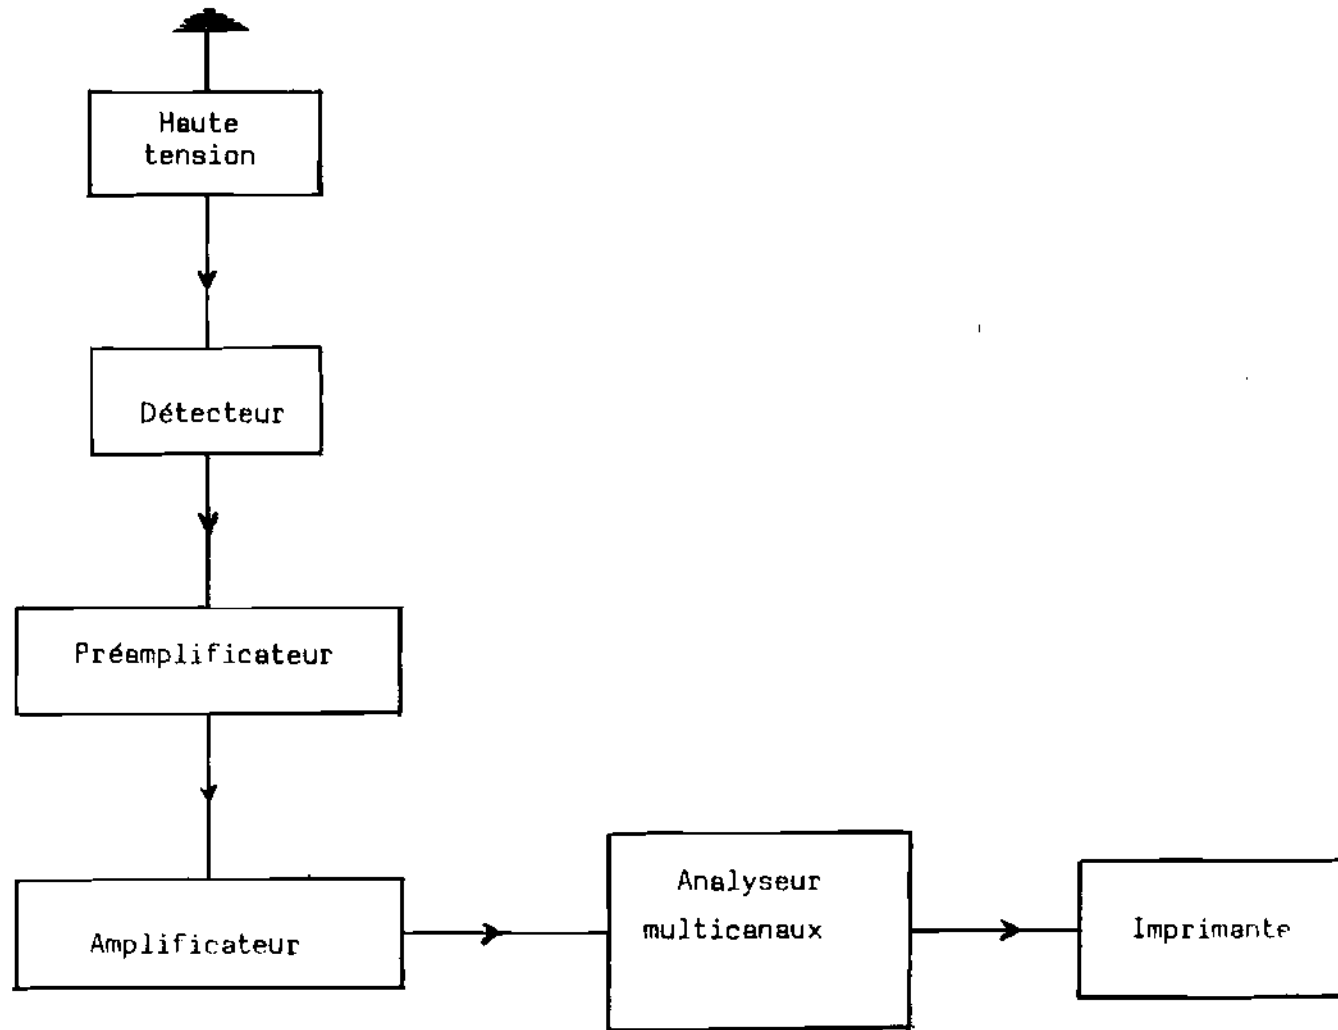 Haute
tension
Détecteur
Préamplificateur
Amplificateur
Analyseur
multicanaux
Imprimante